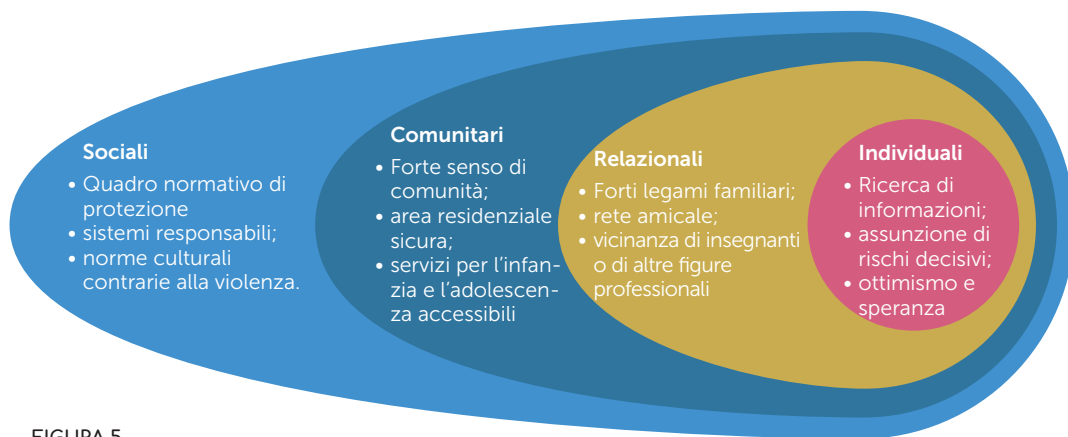 Sociali
• Quadro normativo di
protezione
• sistemi responsabili;
• norme culturali
contrarie alla violenza.
Comunitari
• Forte senso di
comunità;
• area residenziale
sicura;
• servizi per l'infan-
zia e l'adolescen-
za accessibili
Relazionali
• Forti legami familiari;
• rete amicale;
• vicinanza di insegnanti
o di altre figure
professionali
Individuali
• Ricerca di
informazioni;
• assunzione di
rischi decisivi;
• ottimismo e
speranza
FIGURA 5